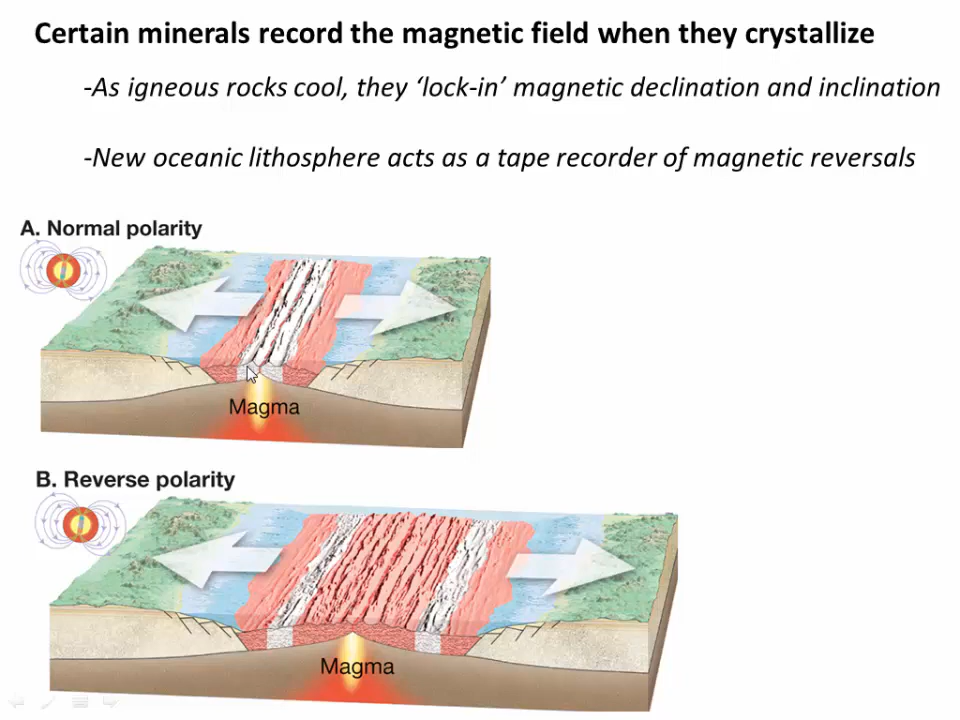 Certain minerals record the magnetic field when they crystallize
-As igneous rocks cool, they ‘lock-in’ magnetic declination and inclination
-New oceanic lithosphere acts as a tape recorder of magnetic reversals
A. Normal polarity
Magma
B. Reverse polarity
Magma